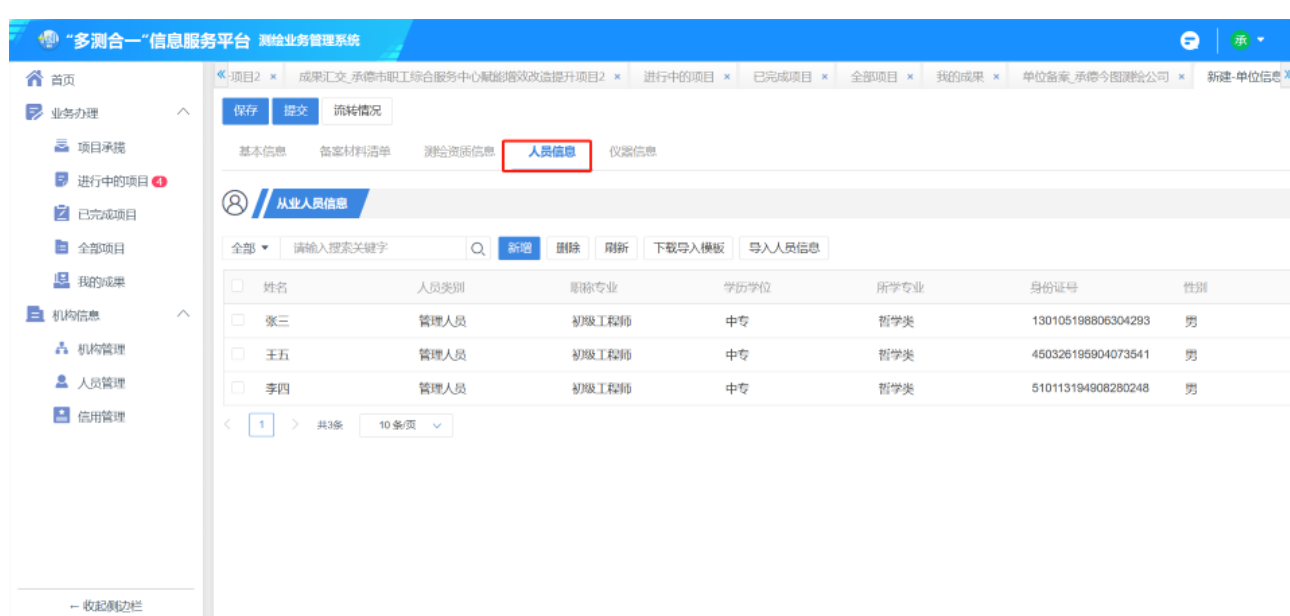 “多测合一”信息服务平台 测绘业务管理系统 承
首页
-项目2 × 成果汇交_承德市职工综合服务中心赋能增效改造提升项目2 × 进行中的项目 × 已完成项目 × 全部项目 × 我的成果 × 单位备案_承德今图测绘公司 × 新建-单位信息
业务办理
保存 提交 流转情况
项目承揽
基本信息 备案材料清单 测绘资质信息 人员信息 仪器信息
进行中的项目 4
已完成项目
从业人员信息
全部项目
全部 请输入搜索关键字 新增 删除 刷新 下载导入模板 导入人员信息
我的成果
姓名 人员类别 职称专业 学历学位 所学专业 身份证号 性别
机构信息
张三 管理人员 初级工程师 中专 哲学类 130105198806304293 男
机构管理
王五 管理人员 初级工程师 中专 哲学类 450326195904073541 男
人员管理
李四 管理人员 初级工程师 中专 哲学类 510113194908280248 男
信用管理
< 1 > 共3条 10 条/页
← 收起侧边栏